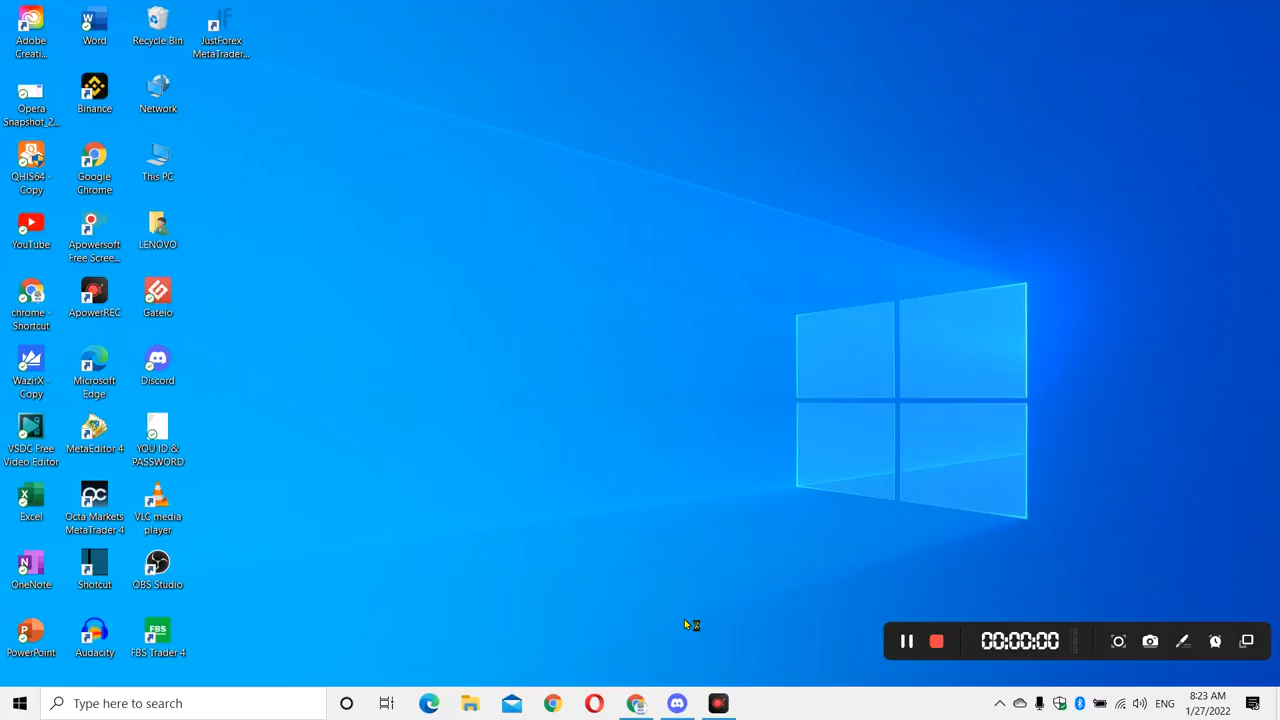 Adobe
Creati...
Word
Recycle Bin
JustForex
MetaTrader...
Opera
Snapshot_2...
Binance
Network
QHIS64 -
Copy
Google
Chrome
This PC
YouTube
Apowersoft
Free Scree...
LENOVO
chrome -
Shortcut
ApowerREC
Gateio
WazirX -
Copy
Microsoft
Edge
Discord
VSDC Free
Video Editor
MetaEditor 4
YOU ID &
PASSWORD
Excel
Octa Markets
MetaTrader 4
VLC media
player
OneNote
Shotcut
OBS Studio
PowerPoint
Audacity
FBS
FBS Trader 4
00:00:00
Type here to search
ENG
8:23 AM
1/27/2022